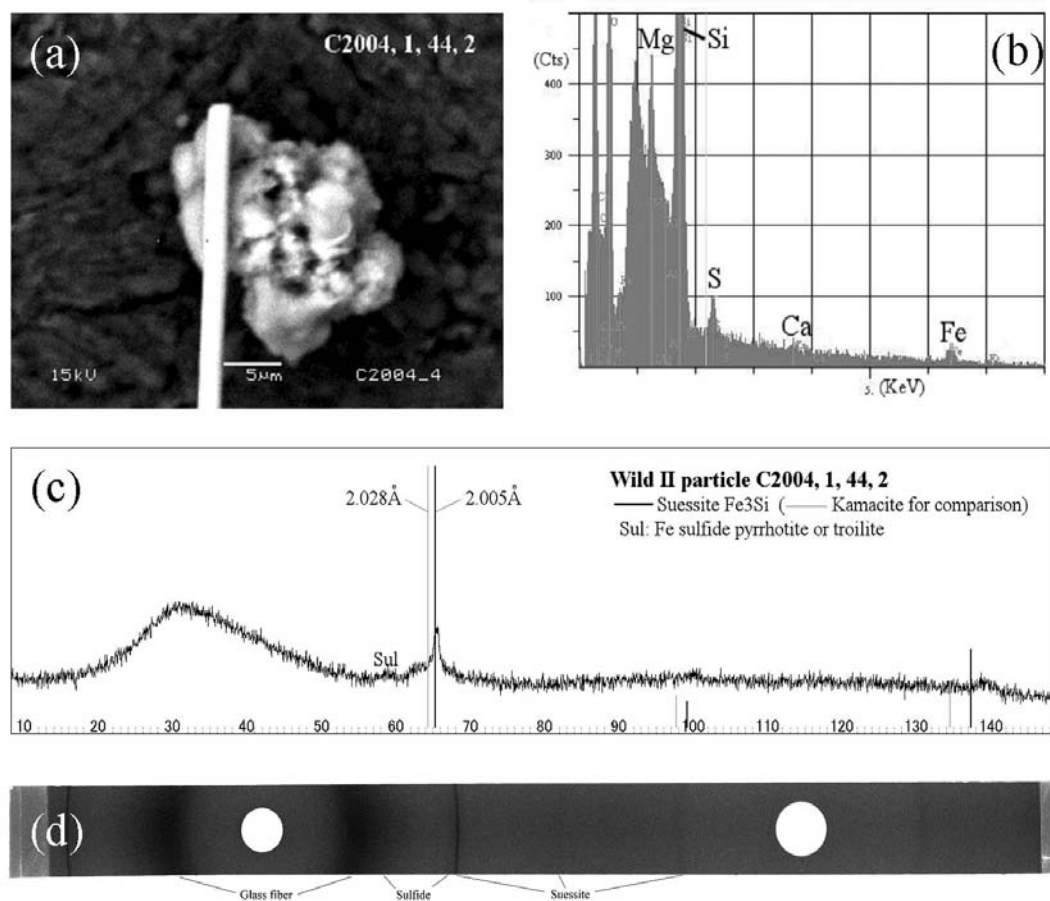 (a)
C2004, 1, 44, 2
15kV
5μm
C2004_4
(b)
(Cts)
Mg
Si
400
300
200
100
S
Ca
Fe
5. (KeV)
(c)
2.028Å
2.005Å
Wild II particle C2004, 1, 44, 2
Suessite Fe3Si ( Kamacite for comparison)
Sul: Fe sulfide pyrrhotite or troilite
Sul
10 20 30 40 50 60 70 80 90 100 110 120 130 140
(d)
Glass fiber
Sulfide
Suessite